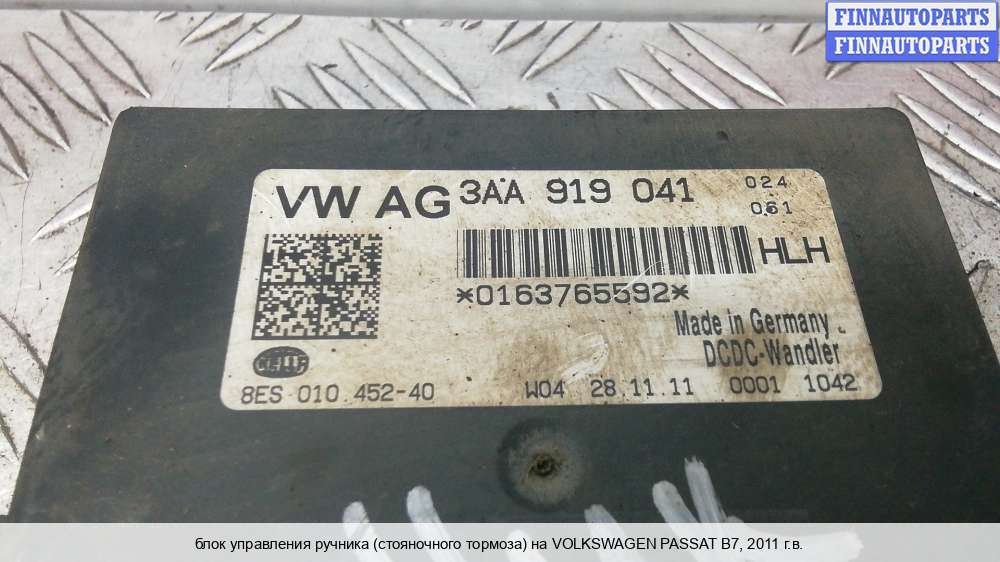 FINNAUTOPARTS
FINNAUTOPARTS
VW AG 3AA 919 041 024
061
HLH
*0163765592*
Made in Germany
DCDC-Wandler
8ES 010 452-40 W04 28.11.11 0001 1042
блок управления ручника (стояночного тормоза) на VOLKSWAGEN PASSAT B7, 2011 г.в.